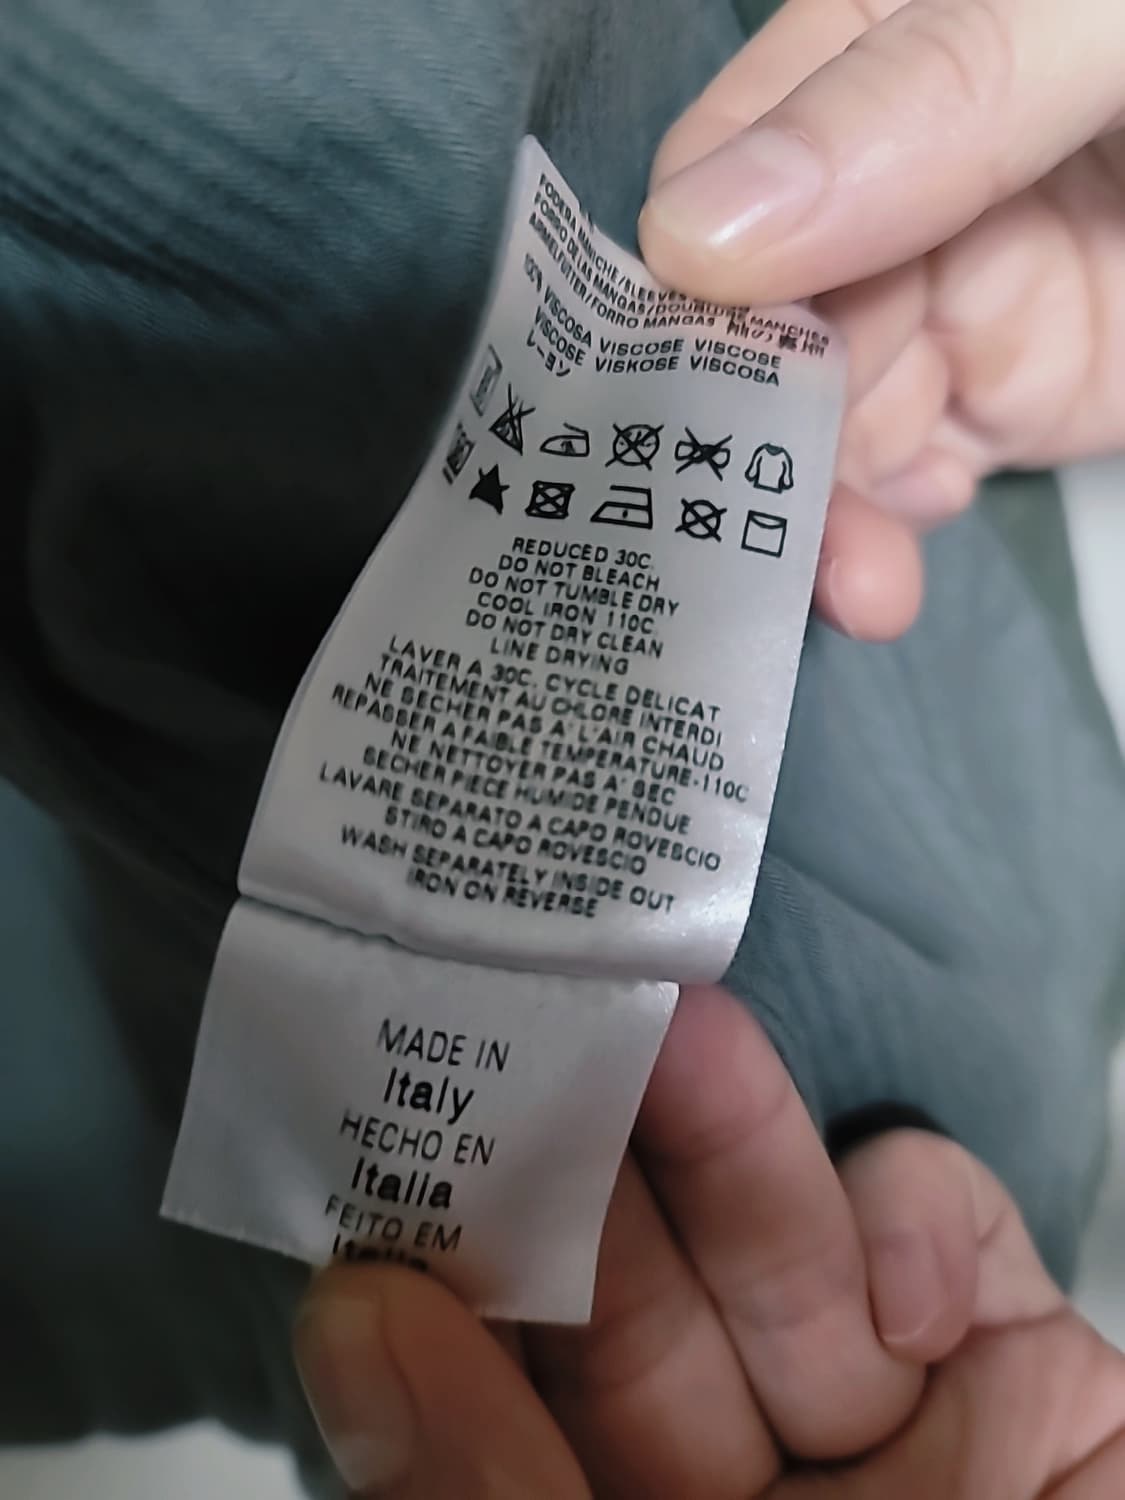 FODERA MANICHE/SLEEVES
FORRO DE LAS MANGAS/DOUBLURE MANCHES
ARMELFUTTER/FORRO MANGAS
100% VISCOSA VISCOSE VISCOSE
VISCOSE VISKOSE VISCOSA
レーヨン
REDUCED 30C.
DO NOT BLEACH
DO NOT TUMBLE DRY
COOL IRON 110C.
DO NOT DRY CLEAN
LINE DRYING
LAVER A 30C. CYCLE DELICAT
TRAITEMENT AU CHLORE INTERDI
NE SECHER PAS A' L'AIR CHAUD
REPASSER A FAIBLE TEMPERATURE-110C
NE NETTOYER PAS A' SEC
SECHER PIECE HUMIDE PENDUE
LAVARE SEPARATO A CAPO ROVESCIO
STIRO A CAPO ROVESCIO
WASH SEPARATELY INSIDE OUT
IRON ON REVERSE
MADE IN
Italy
HECHO EN
Italia
FEITO EM
Italia